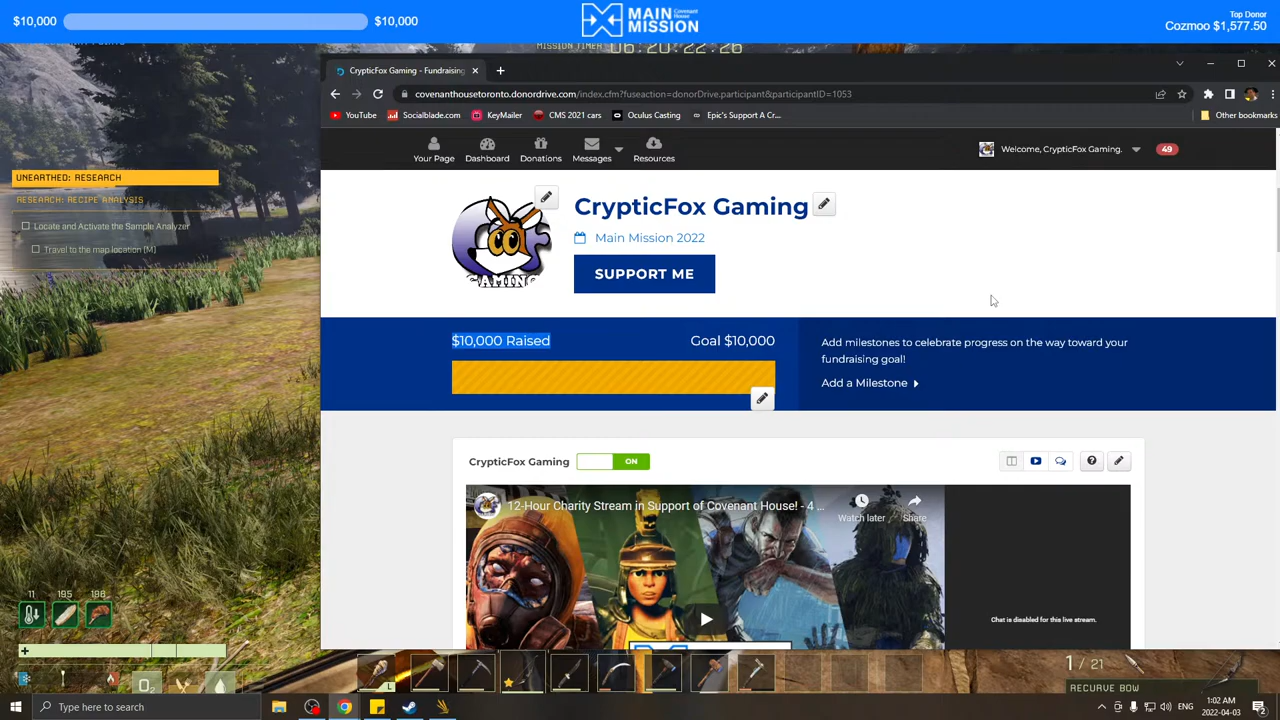 $10,000
$10,000
Covenant House
MAIN
MISSION
Top Donor
Cozmoo $1,577.50
MISSION TIMER
06:20:22:26
CrypticFox Gaming - Fundraising
covenanthousetoronto.donordrive.com/index.cfm?fuseaction=donorDrive.participant&participantID=1053
YouTube
Socialblade.com
KeyMailer
CMS 2021 cars
Oculus Casting
Epic's Support A Cr...
Other bookmarks
Your Page
Dashboard
Donations
Messages
Resources
Welcome, CrypticFox Gaming.
49
UNEARTHED: RESEARCH
RESEARCH: RECIPE ANALYSIS
Locate and Activate the Sample Analyzer
Travel to the map location (M)
GAMING
CrypticFox Gaming
Main Mission 2022
SUPPORT ME
$10,000 Raised
Goal $10,000
Add milestones to celebrate progress on the way toward your
fundraising goal!
Add a Milestone
CrypticFox Gaming
ON
12-Hour Charity Stream in Support of Covenant House! - 4 ...
Watch later
Share
Chat is disabled for this live stream.
11
195
186
L
1 / 21
RECURVE BOW
O2
Type here to search
ENG
1:02 AM
2022-04-03
2